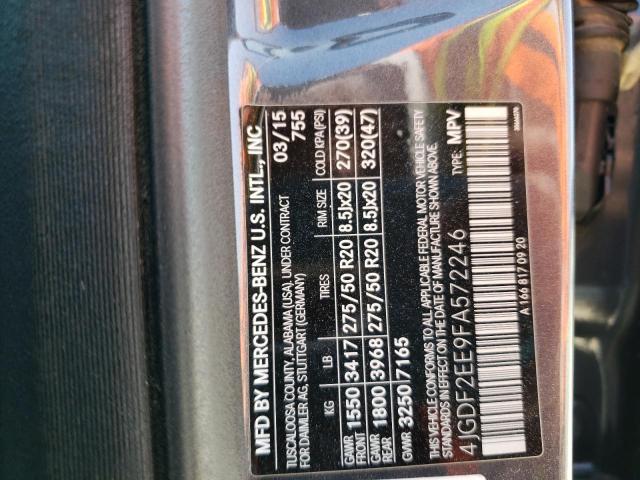 MFD BY MERCEDES-BENZ U.S. INTL., INC
TUSCALOOSA COUNTY, ALABAMA (USA). UNDER CONTRACT 03/15
FOR DAIMLER AG, STUTTGART (GERMANY) 755
KG LB TIRES RIM SIZE COLD KPA(PSI)
GAWR FRONT 1550 3417 275/50 R20 8.5Jx20 270(39)
GAWR REAR 1800 3968 275/50 R20 8.5Jx20 320(47)
GVWR 3250 7165
THIS VEHICLE CONFORMS TO ALL APPLICABLE FEDERAL MOTOR VEHICLE SAFETY
STANDARDS IN EFFECT ON THE DATE OF MANUFACTURE SHOWN ABOVE.
4JGDF2EE9FA572246 TYPE: MPV
A 166 817 09 20